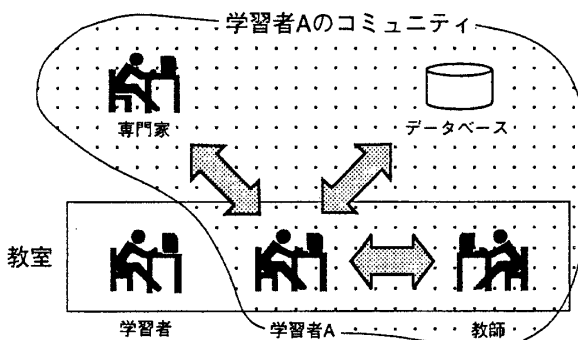 学習者Aのコミュニティ
専門家
データベース
教室
学習者
学習者A
教師